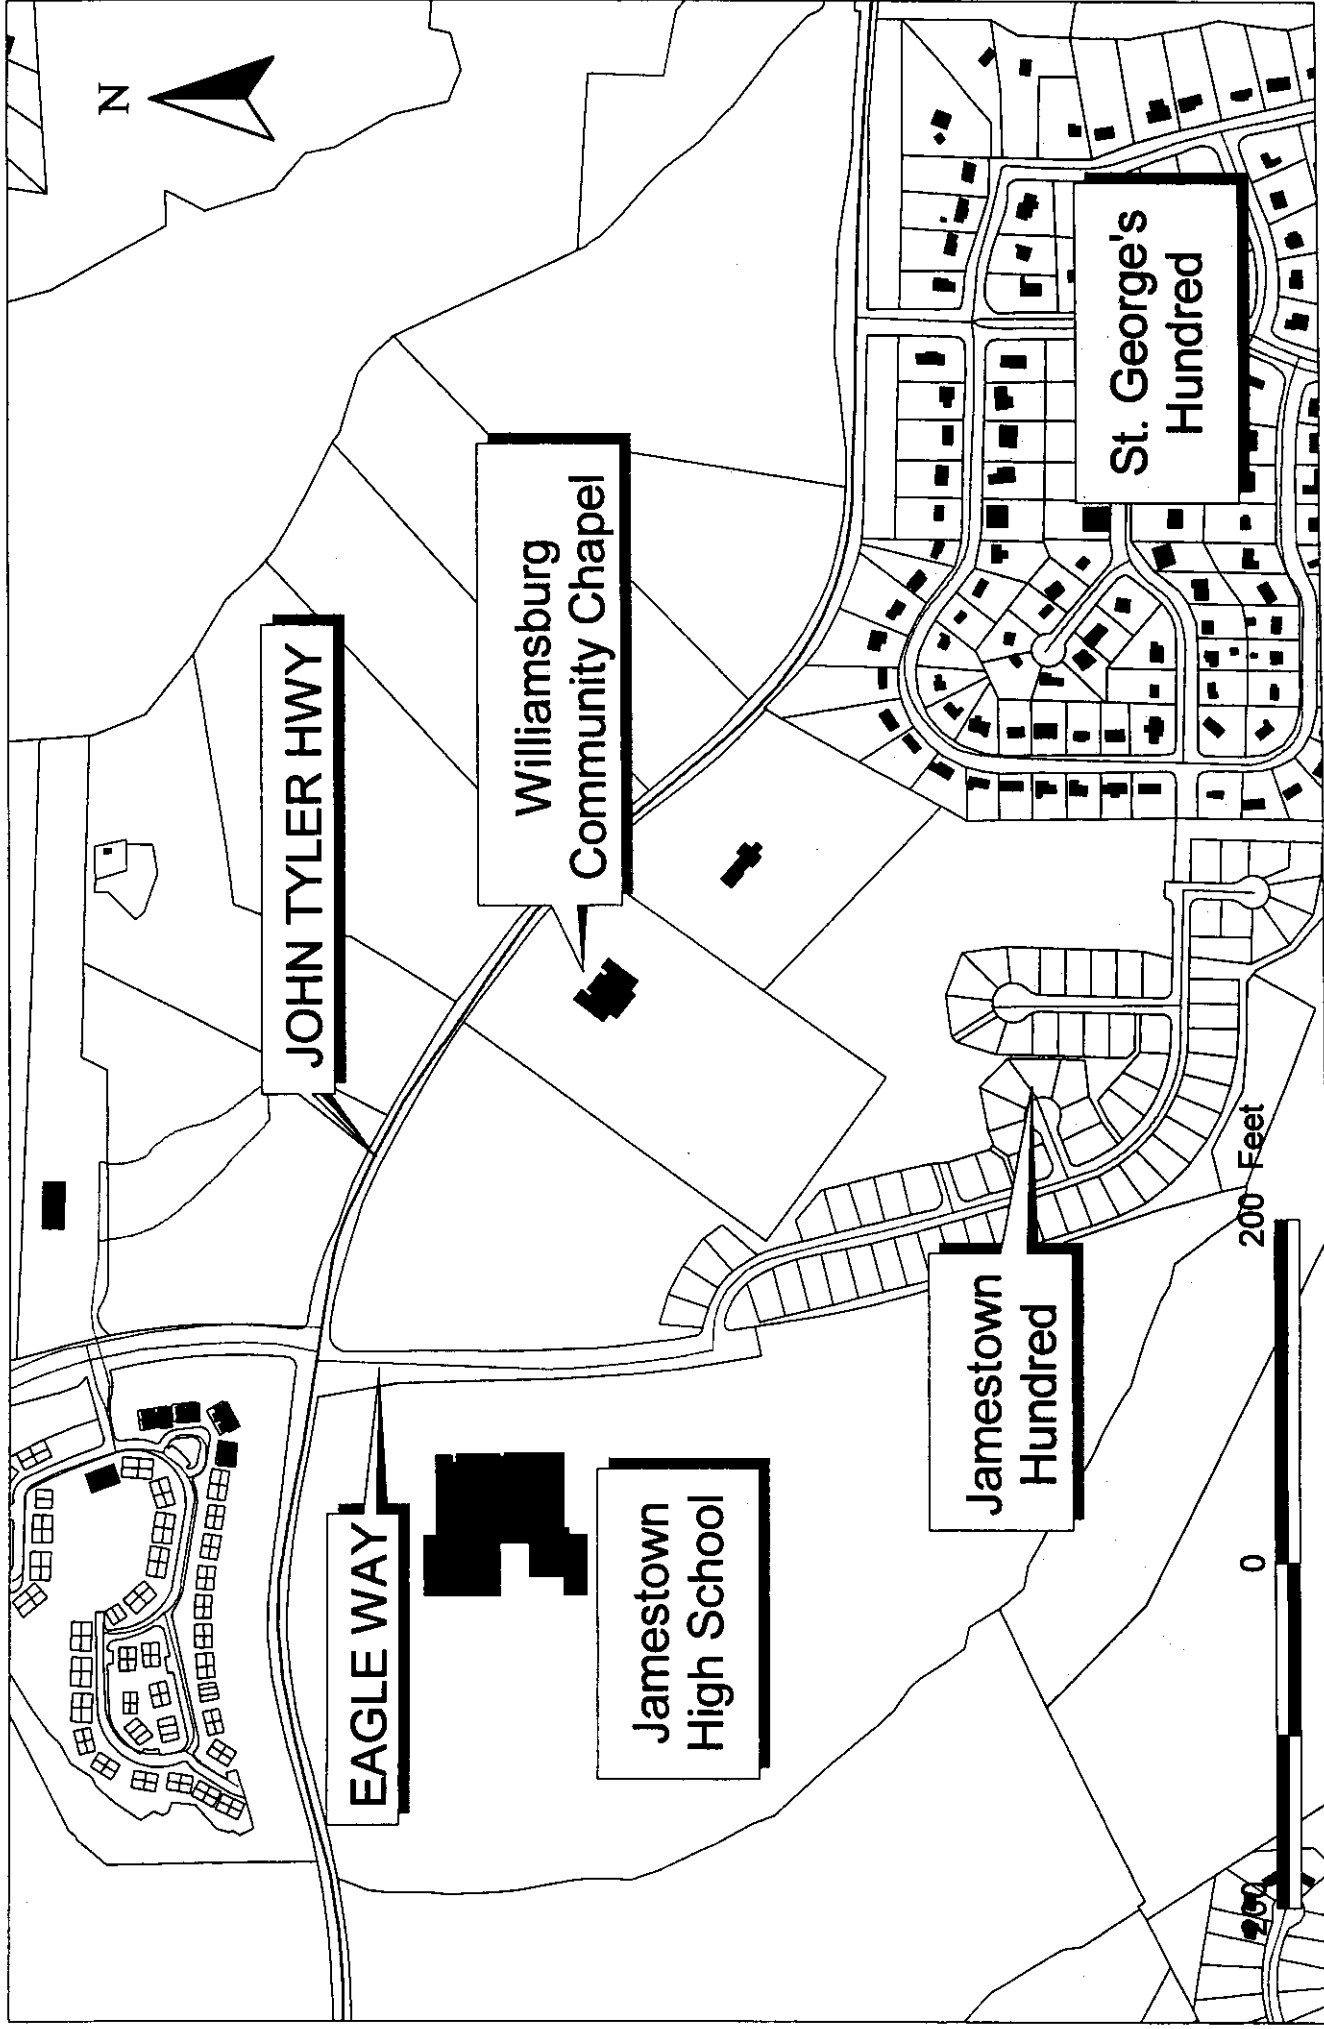 N
JOHN TYLER HWY
Williamsburg
Community Chapel
St. George's
Hundred
EAGLE WAY
Jamestown
High School
Jamestown
Hundred
200
0
200 Feet